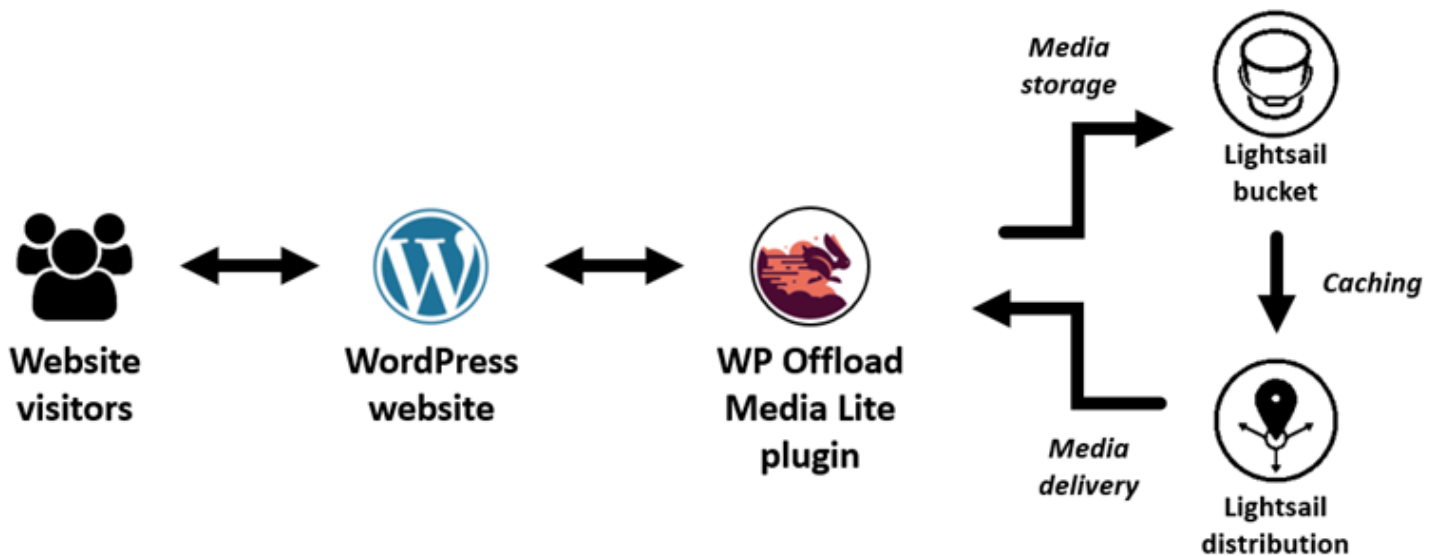 Website
visitors
WordPress
website
WP Offload
Media Lite
plugin
Media
storage
Lightsail
bucket
Caching
Media
delivery
Lightsail
distribution